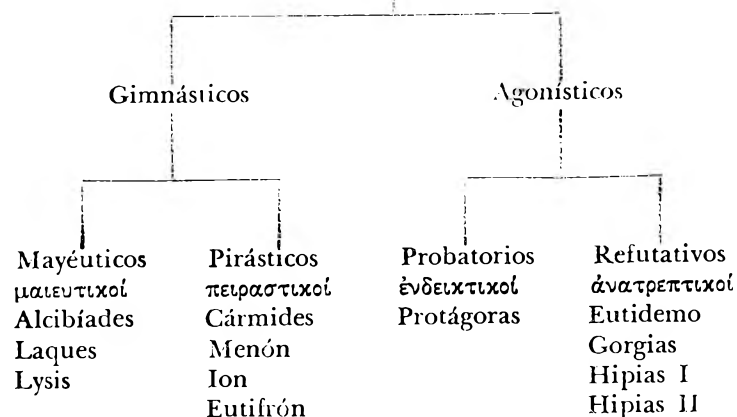 Gimnásticos
Agonísticos
Mayéuticos
μαιευτικοί
Alcibíades
Laques
Lysis
Pirásticos
πειραστικοί
Cármides
Menón
Ion
Eutifrón
Probatorios
ἐνδεικτικοί
Protágoras
Refutativos
ἀνατρεπτικοί
Eutidemo
Gorgias
Hipias I
Hipias II